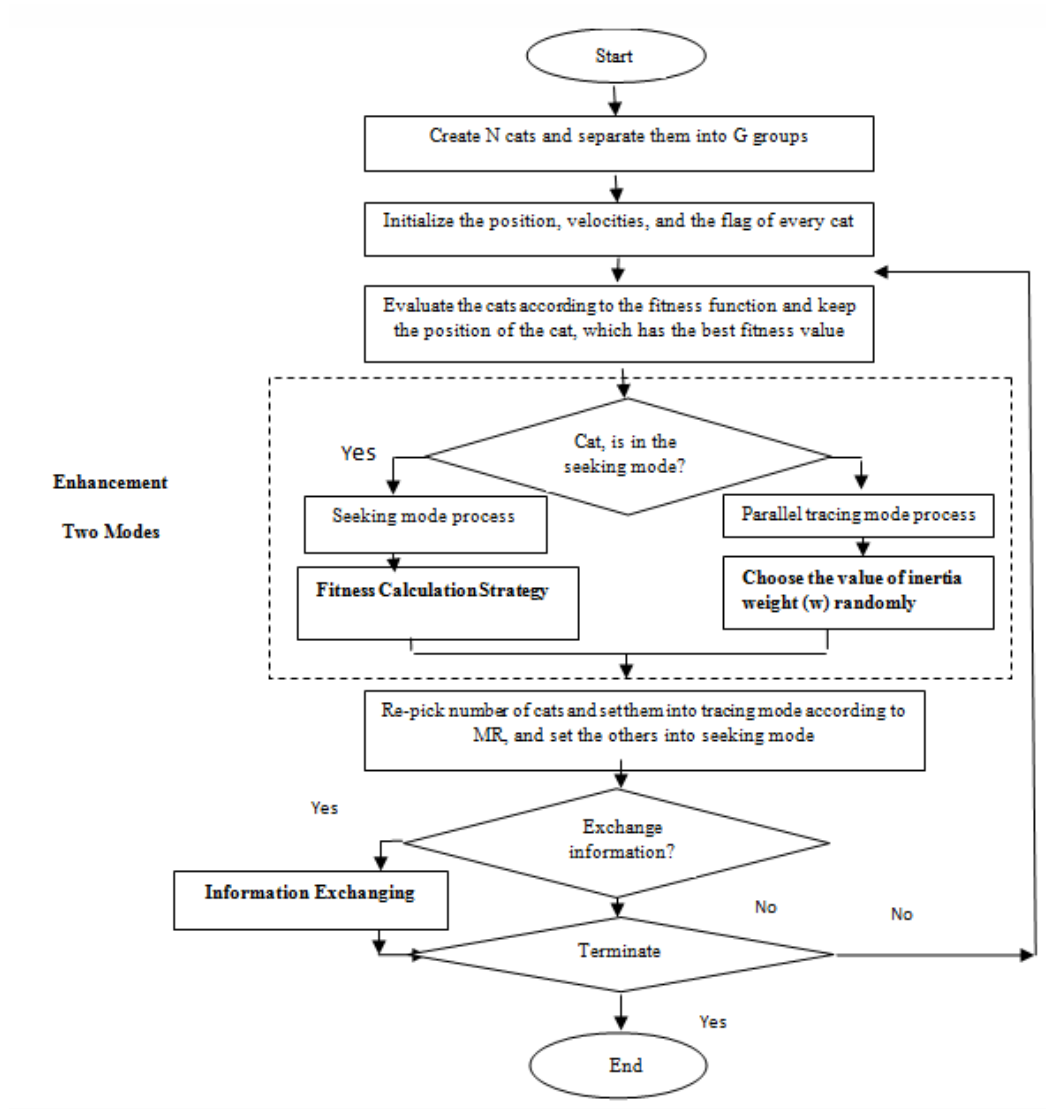 Start
Create N cats and separate them into G groups
Initialize the position, velocities, and the flag of every cat
Evaluate the cats according to the fitness function and keep
the position of the cat, which has the best fitness value
Cat, is in the
seeking mode?
Yes
Enhancement
Two Modes
Seeking mode process
Parallel tracing mode process
Fitness Calculation Strategy
Choose the value of inertia
weight (w) randomly
Re-pick number of cats and set them into tracing mode according to
MR, and set the others into seeking mode
Yes
Exchange
information?
Information Exchanging
No
No
Terminate
Yes
End